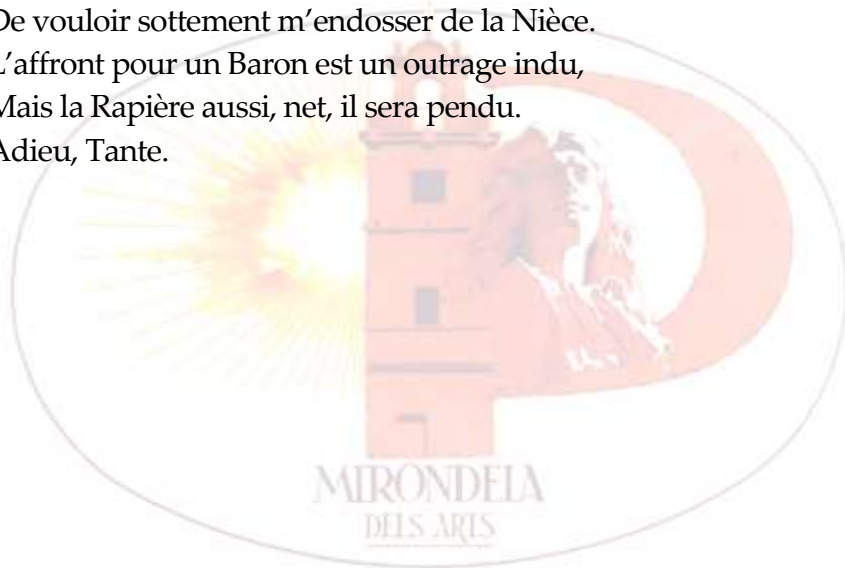 De vouloir sottement m’endosser de la Nièce.
L’affront pour un Baron est un outrage indu,
Mais la Rapière aussi, net, il sera pendu.
Adieu, Tante.
MIRONDELA
DELS ARTS